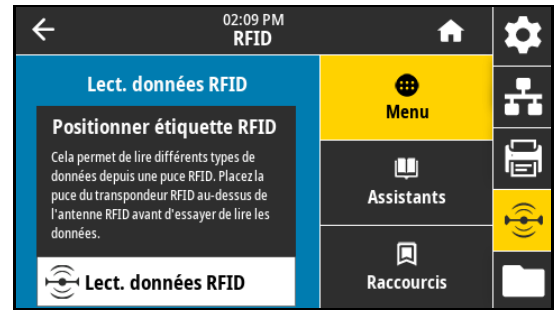 02:09 PM
RFID
Lect. données RFID
Positionner étiquette RFID
Cela permet de lire différents types de
données depuis une puce RFID. Placez la
puce du transpondeur RFID au-dessus de
l'antenne RFID avant d'essayer de lire les
données.
Lect. données RFID
Menu
Assistants
Raccourcis